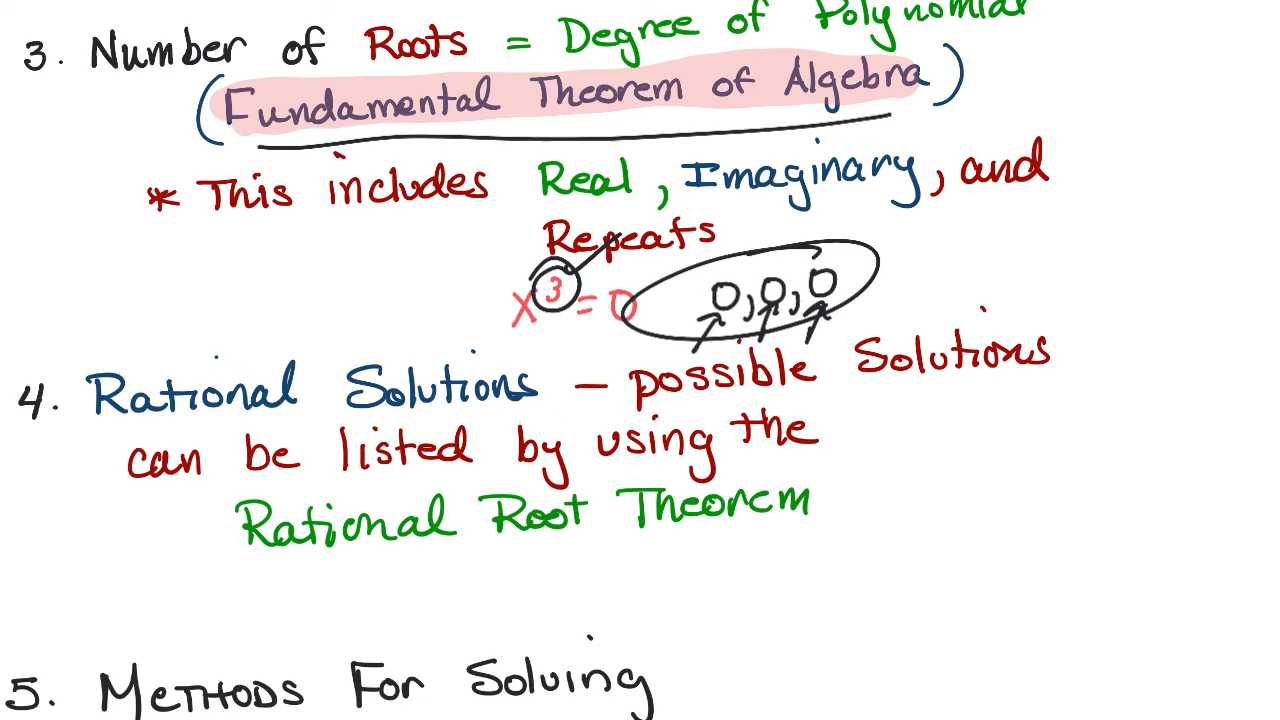 3. Number of Roots = Degree of Polynomial
(Fundamental Theorem of Algebra)
* This includes Real, Imaginary, and
Repeats
x³ = 0 0, 0, 0
4. Rational Solutions – possible Solutions
can be listed by using the
Rational Root Theorem
5. METHODS For Solving